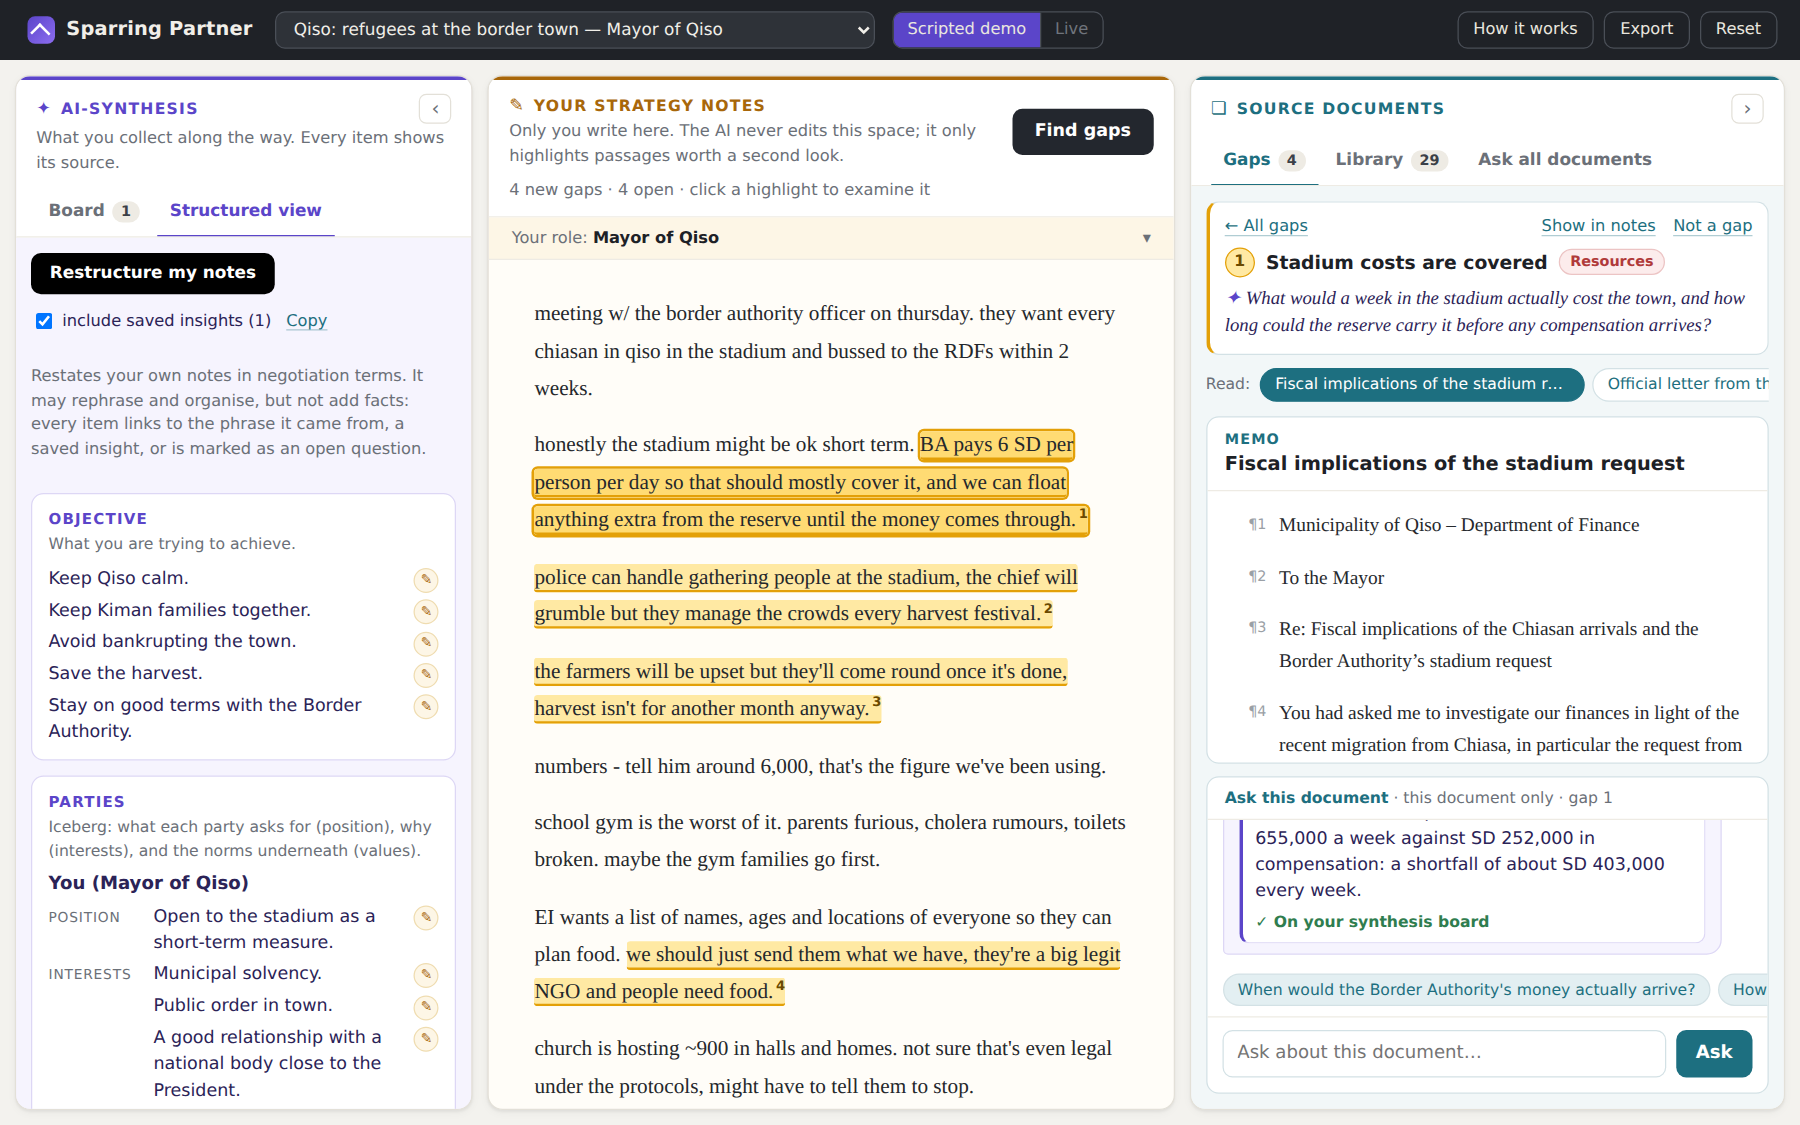 Sparring Partner
Qiso: refugees at the border town — Mayor of Qiso
Scripted demo
Live
How it works
Export
Reset
AI-SYNTHESIS
What you collect along the way. Every item shows
its source.
Board 1
Structured view
Restructure my notes
include saved insights (1) Copy
Restates your own notes in negotiation terms. It
may rephrase and organise, but not add facts:
every item links to the phrase it came from, a
saved insight, or is marked as an open question.
OBJECTIVE
What you are trying to achieve.
Keep Qiso calm.
Keep Kiman families together.
Avoid bankrupting the town.
Save the harvest.
Stay on good terms with the Border
Authority.
PARTIES
Iceberg: what each party asks for (position), why
(interests), and the norms underneath (values).
You (Mayor of Qiso)
POSITION Open to the stadium as a
short-term measure.
INTERESTS Municipal solvency.
Public order in town.
A good relationship with a
national body close to the
President.
YOUR STRATEGY NOTES
Only you write here. The AI never edits this space; it only
highlights passages worth a second look.
Find gaps
4 new gaps · 4 open · click a highlight to examine it
Your role: Mayor of Qiso
meeting w/ the border authority officer on thursday. they want every
chiasan in qiso in the stadium and bussed to the RDFs within 2
weeks.
honestly the stadium might be ok short term. BA pays 6 SD per
person per day so that should mostly cover it, and we can float
anything extra from the reserve until the money comes through. 1
police can handle gathering people at the stadium, the chief will
grumble but they manage the crowds every harvest festival. 2
the farmers will be upset but they'll come round once it's done,
harvest isn't for another month anyway. 3
numbers - tell him around 6,000, that's the figure we've been using.
school gym is the worst of it. parents furious, cholera rumours, toilets
broken. maybe the gym families go first.
EI wants a list of names, ages and locations of everyone so they can
plan food. we should just send them what we have, they're a big legit
NGO and people need food. 4
church is hosting ~900 in halls and homes. not sure that's even legal
under the protocols, might have to tell them to stop.
SOURCE DOCUMENTS
Gaps 4
Library 29
Ask all documents
← All gaps
Show in notes
Not a gap
1 Stadium costs are covered Resources
What would a week in the stadium actually cost the town, and how
long could the reserve carry it before any compensation arrives?
Read: Fiscal implications of the stadium r… Official letter from th
MEMO
Fiscal implications of the stadium request
¶1 Municipality of Qiso – Department of Finance
¶2 To the Mayor
¶3 Re: Fiscal implications of the Chiasan arrivals and the
Border Authority’s stadium request
¶4 You had asked me to investigate our finances in light of the
recent migration from Chiasa, in particular the request from
Ask this document · this document only · gap 1
655,000 a week against SD 252,000 in
compensation: a shortfall of about SD 403,000
every week.
✓ On your synthesis board
When would the Border Authority's money actually arrive? How
Ask about this document…
Ask